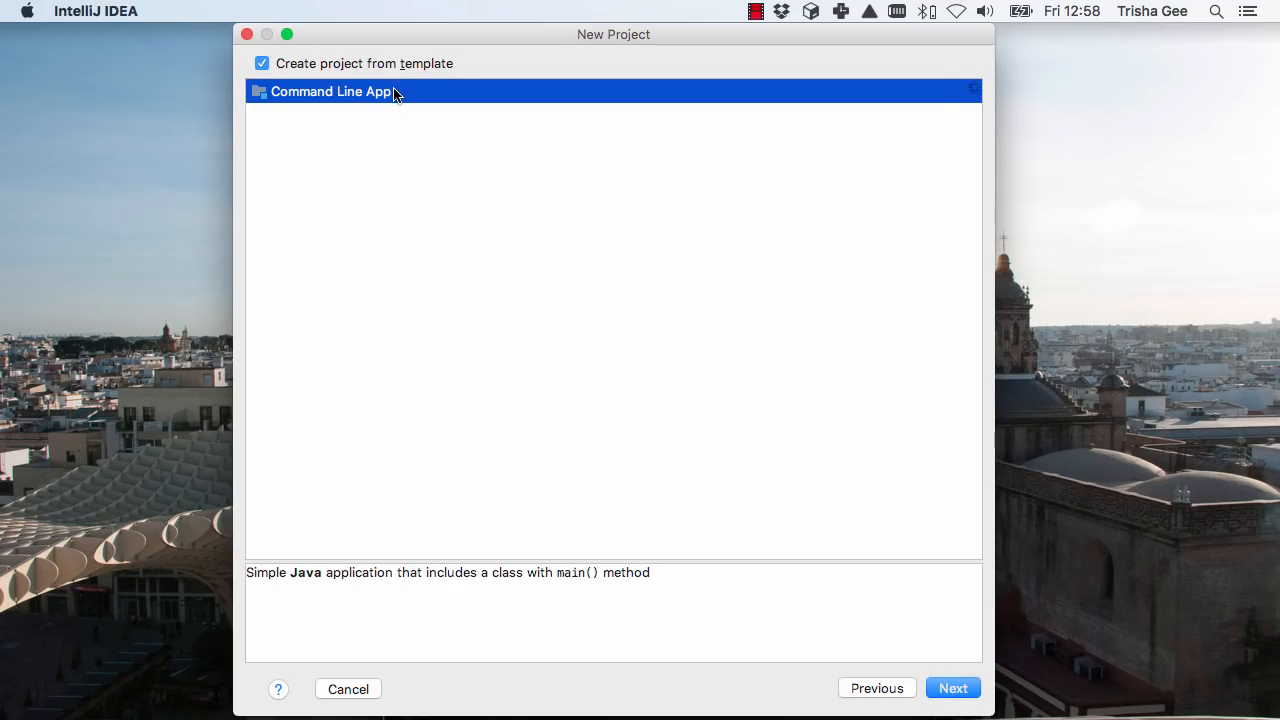 IntelliJ IDEA
Fri 12:58 Trisha Gee
New Project
Create project from template
Command Line App
Simple Java application that includes a class with main() method
? Cancel Previous Next